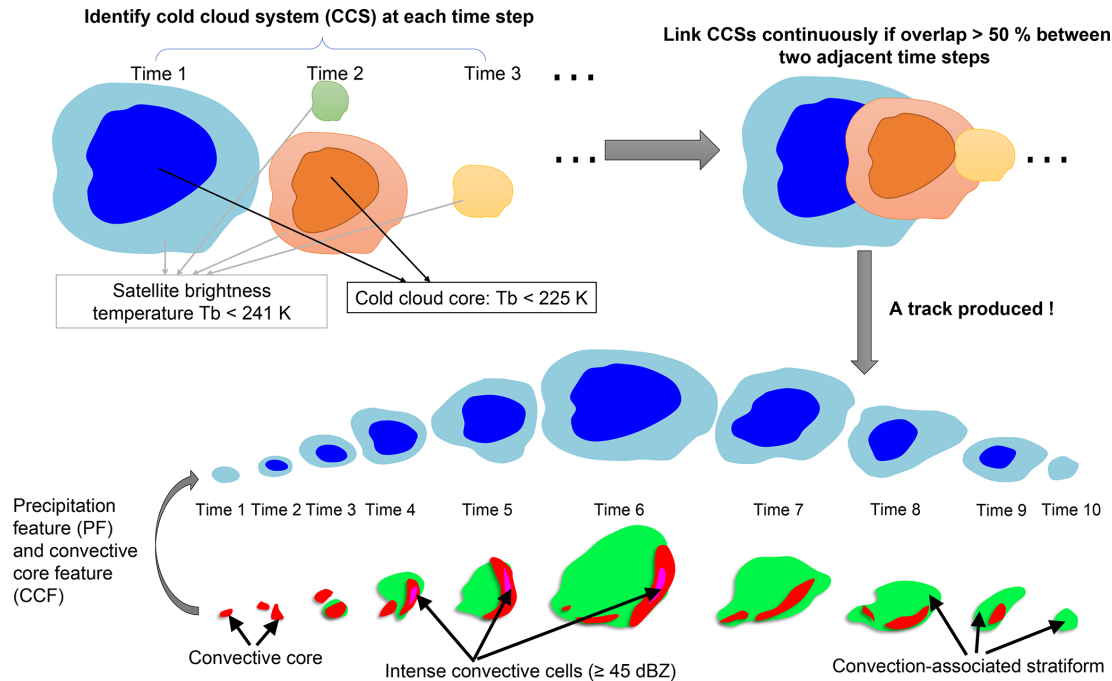 Identify cold cloud system (CCS) at each time step
Time 1
Time 2
Time 3
...
...
Satellite brightness
temperature Tb < 241 K
Cold cloud core: Tb < 225 K
Link CCSs continuously if overlap > 50 % between
two adjacent time steps
...
A track produced !
Precipitation
feature (PF)
and convective
core feature
(CCF)
Time 1
Time 2
Time 3
Time 4
Time 5
Time 6
Time 7
Time 8
Time 9
Time 10
Convective core
Intense convective cells (≥ 45 dBZ)
Convection-associated stratiform